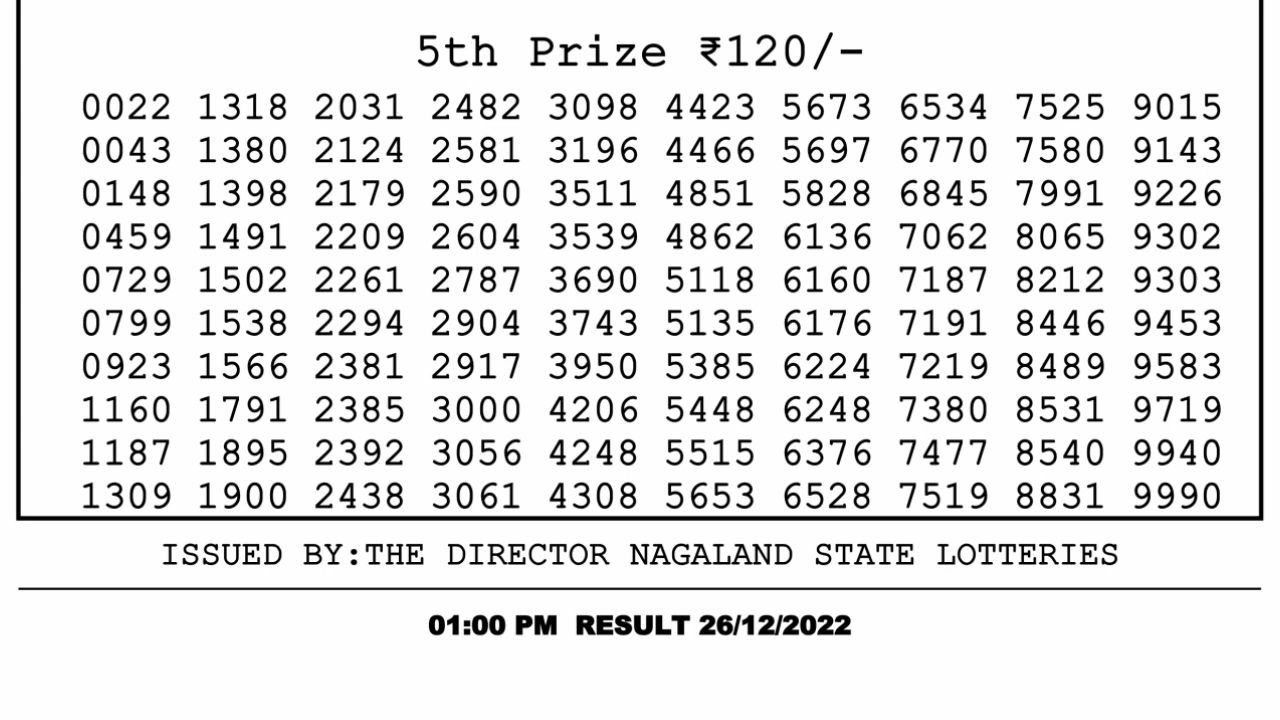 5th Prize ₹120/-
0022 1318 2031 2482 3098 4423 5673 6534 7525 9015
0043 1380 2124 2581 3196 4466 5697 6770 7580 9143
0148 1398 2179 2590 3511 4851 5828 6845 7991 9226
0459 1491 2209 2604 3539 4862 6136 7062 8065 9302
0729 1502 2261 2787 3690 5118 6160 7187 8212 9303
0799 1538 2294 2904 3743 5135 6176 7191 8446 9453
0923 1566 2381 2917 3950 5385 6224 7219 8489 9583
1160 1791 2385 3000 4206 5448 6248 7380 8531 9719
1187 1895 2392 3056 4248 5515 6376 7477 8540 9940
1309 1900 2438 3061 4308 5653 6528 7519 8831 9990
ISSUED BY:THE DIRECTOR NAGALAND STATE LOTTERIES
01:00 PM RESULT 26/12/2022